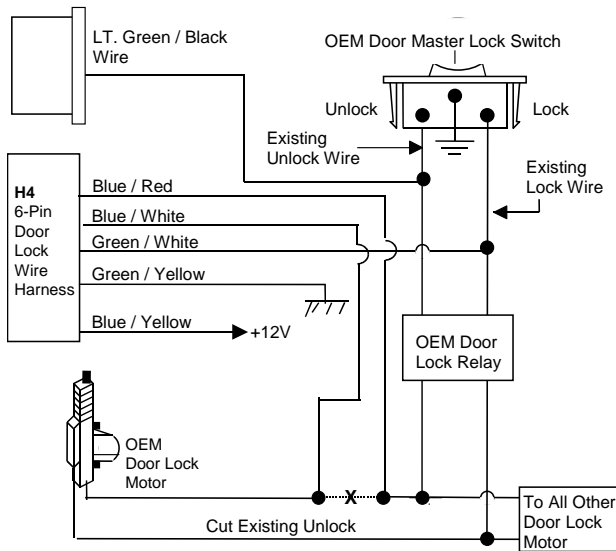 LT. Green / Black
Wire
OEM Door Master Lock Switch
Unlock
Lock
Existing
Unlock Wire
Existing
Lock Wire
H4
6-Pin
Door
Lock
Wire
Harness
Blue / Red
Blue / White
Green / White
Green / Yellow
Blue / Yellow
+12V
OEM Door
Lock Relay
OEM
Door Lock
Motor
X
Cut Existing Unlock
To All Other
Door Lock
Motor